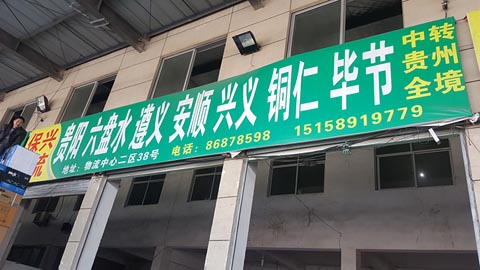 保兴
流
贵阳 六盘水 遵义 安顺 兴义 铜仁 毕节
中转
贵州
全境
地址：物流中心二区38号 电话：86878598 15158919779